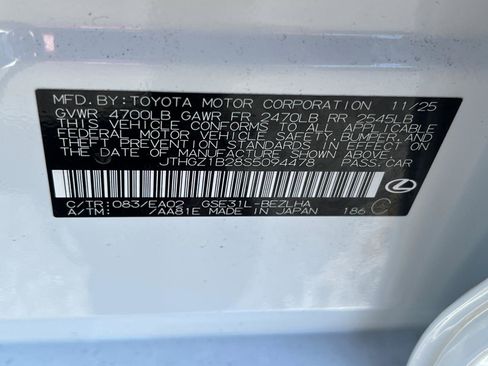 MFD.BY:TOYOTA MOTOR CORPORATION 11/25
GVWR 4700LB GAWR FR 2470LB RR 2545LB
THIS VEHICLE CONFORMS TO ALL APPLICABLE
FEDERAL MOTOR VEHICLE SAFETY, BUMPER, AND
THEFT PREVENTION STANDARDS IN EFFECT ON
THE DATE OF MANUFACTURE SHOWN ABOVE.
JTHGZ1B28S5094478 PASS.CAR
C/TR:083/EA02 GSE31L-BEZLHA
A/TM: /AA81E MADE IN JAPAN 186 C